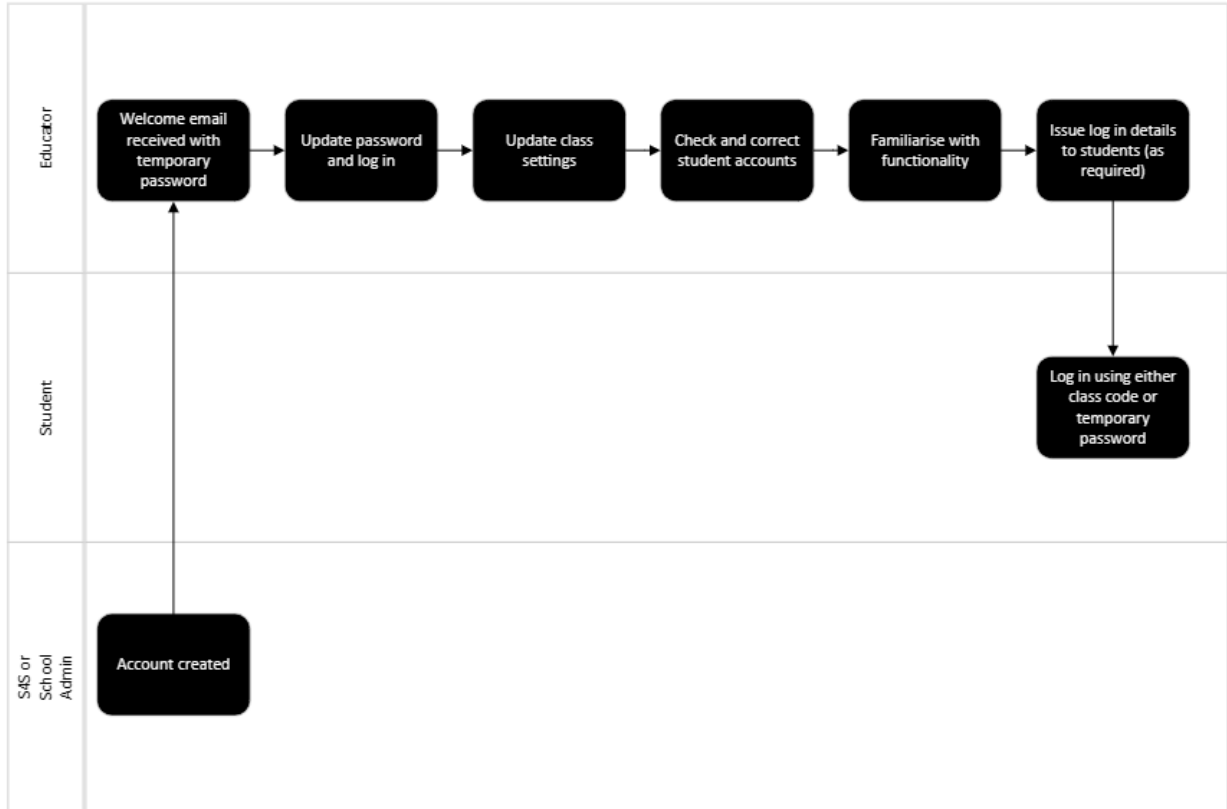 Educator
Welcome email
received with
temporary
password
Update password
and log in
Update class
settings
Check and correct
student accounts
Familiarise with
functionality
Issue log in details
to students (as
required)
Student
Log in using either
class code or
temporary
password
S4S or
School
Admin
Account created